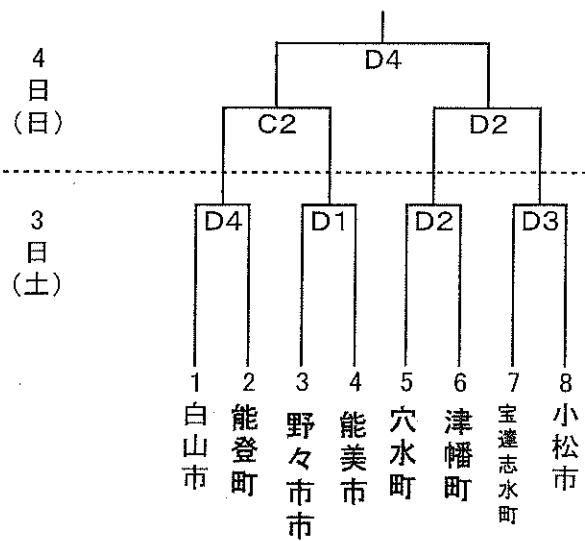 D4
4日(日)
C2
D2
3日(土)
D4
D1
D2
D3
1
2
3
4
5
6
7
8
白山市
能登町
野々市市
能美市
穴水町
津幡町
宝達志水町
小松市